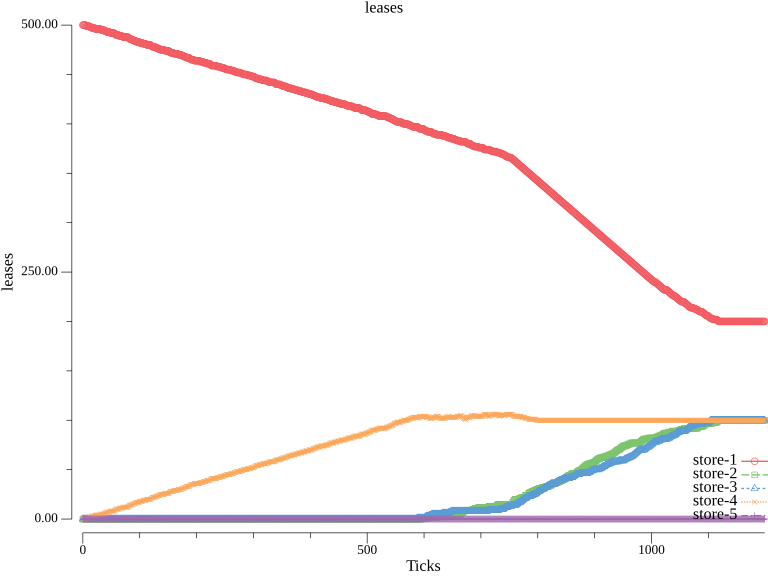 leases
500.00
250.00
0.00
leases
store-1
store-2
store-3
store-4
store-5
0
500
1000
Ticks